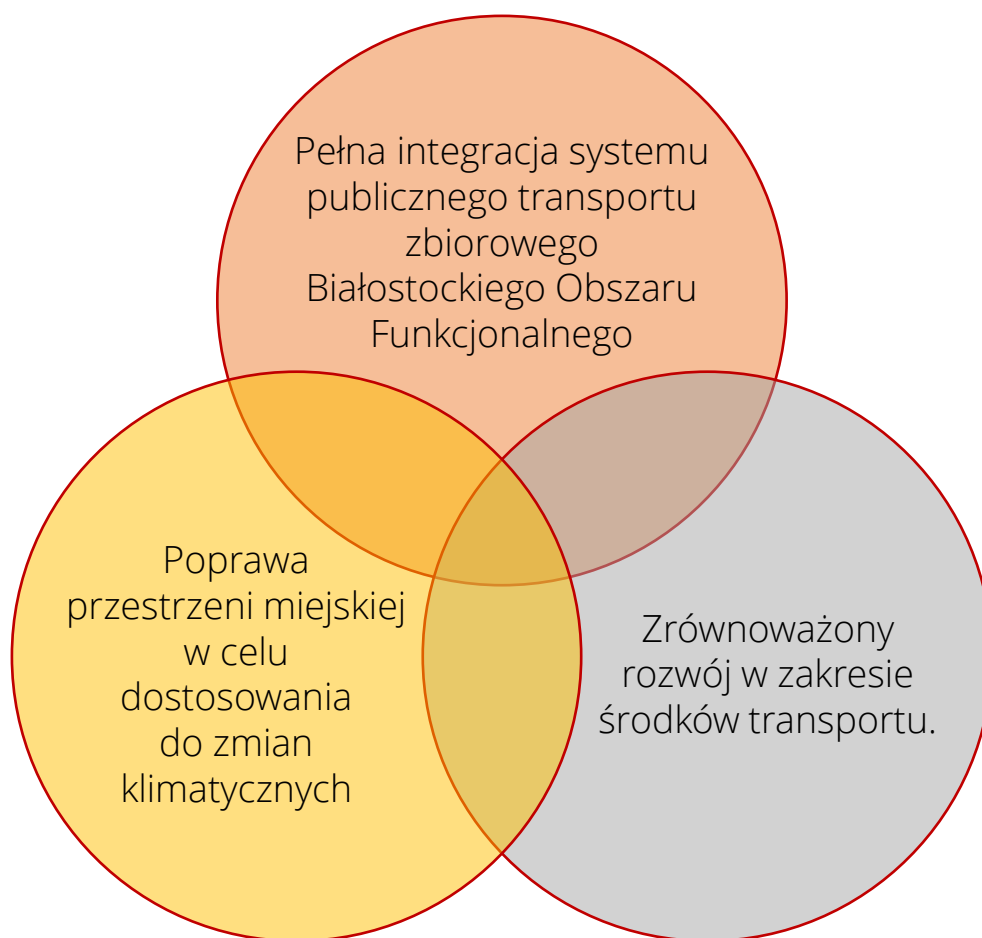 Pełna integracja systemu
publicznego transportu
zbiorowego
Białostockiego Obszaru
Funkcjonalnego
Poprawa
przestrzeni miejskiej
w celu
dostosowania
do zmian
klimatycznych
Zrównoważony
rozwój w zakresie
środków transportu.